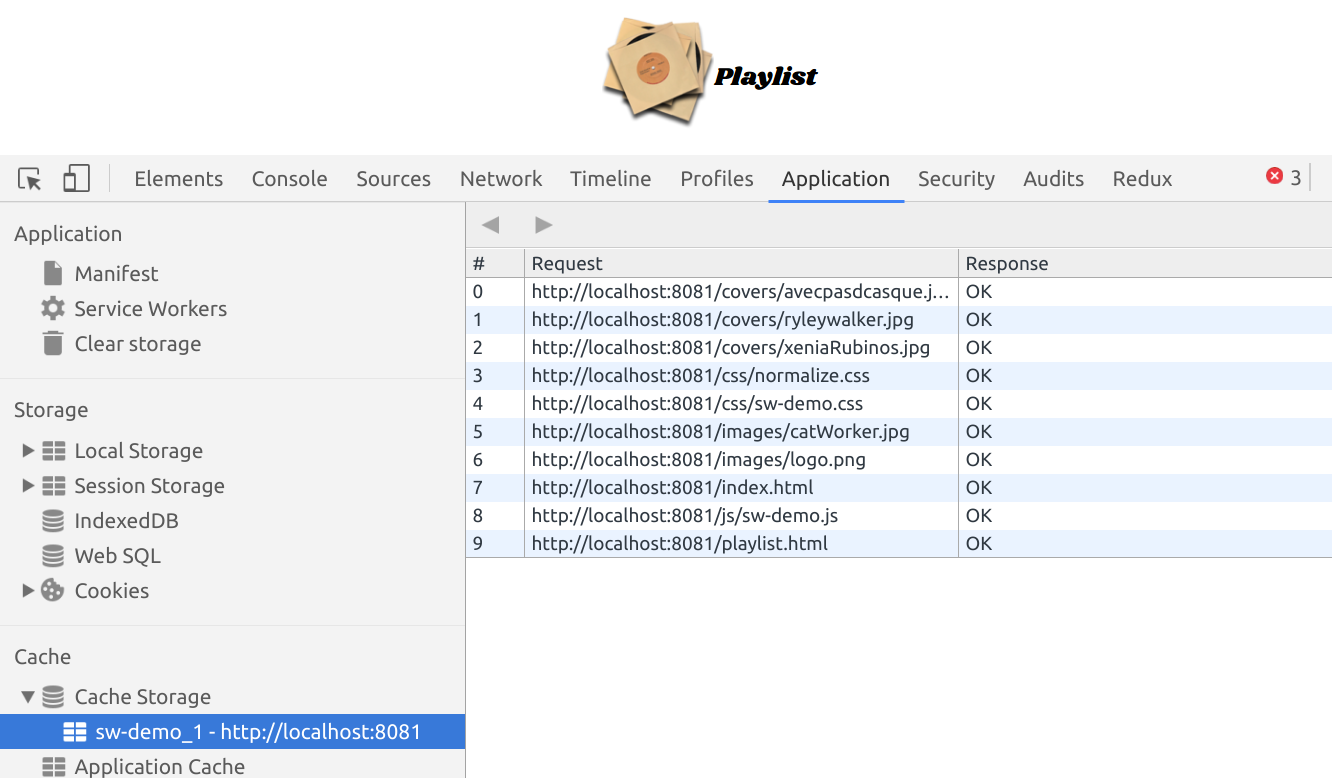 Playlist
Elements Console Sources Network Timeline Profiles Application Security Audits Redux 3
Application
Manifest
Service Workers
Clear storage
Storage
Local Storage
Session Storage
IndexedDB
Web SQL
Cookies
Cache
Cache Storage
sw-demo_1 - http://localhost:8081
Application Cache
# Request Response
0 http://localhost:8081/covers/avecpasdcasque.j… OK
1 http://localhost:8081/covers/ryleywalker.jpg OK
2 http://localhost:8081/covers/xeniaRubinos.jpg OK
3 http://localhost:8081/css/normalize.css OK
4 http://localhost:8081/css/sw-demo.css OK
5 http://localhost:8081/images/catWorker.jpg OK
6 http://localhost:8081/images/logo.png OK
7 http://localhost:8081/index.html OK
8 http://localhost:8081/js/sw-demo.js OK
9 http://localhost:8081/playlist.html OK